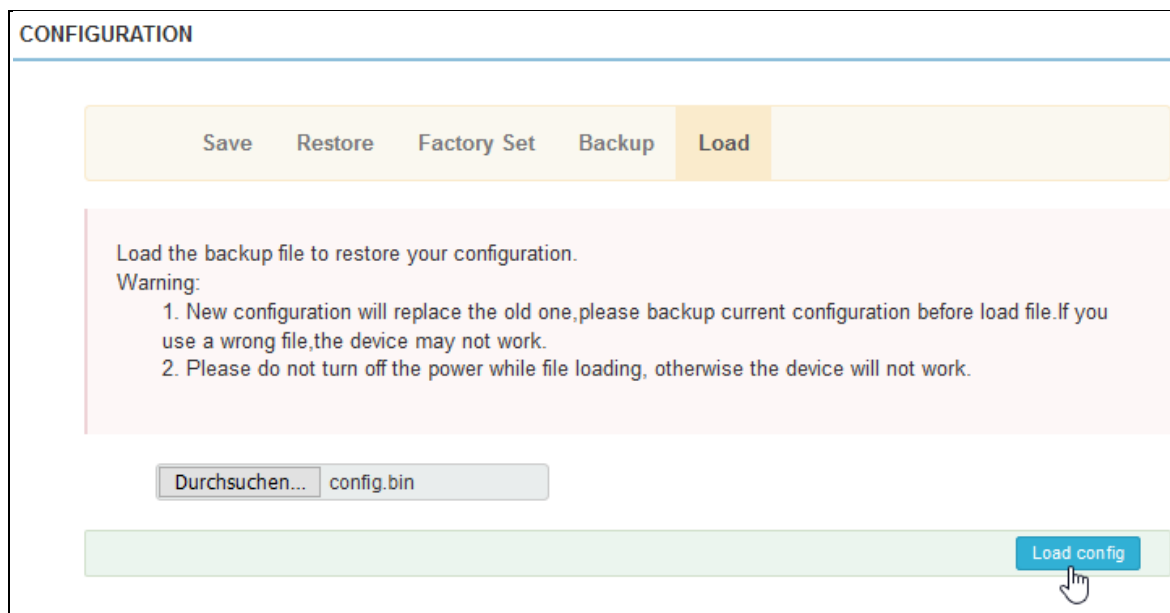 CONFIGURATION
Save Restore Factory Set Backup Load
Load the backup file to restore your configuration.
Warning:
1. New configuration will replace the old one,please backup current configuration before load file.If you
use a wrong file,the device may not work.
2. Please do not turn off the power while file loading, otherwise the device will not work.
Durchsuchen... config.bin
Load config